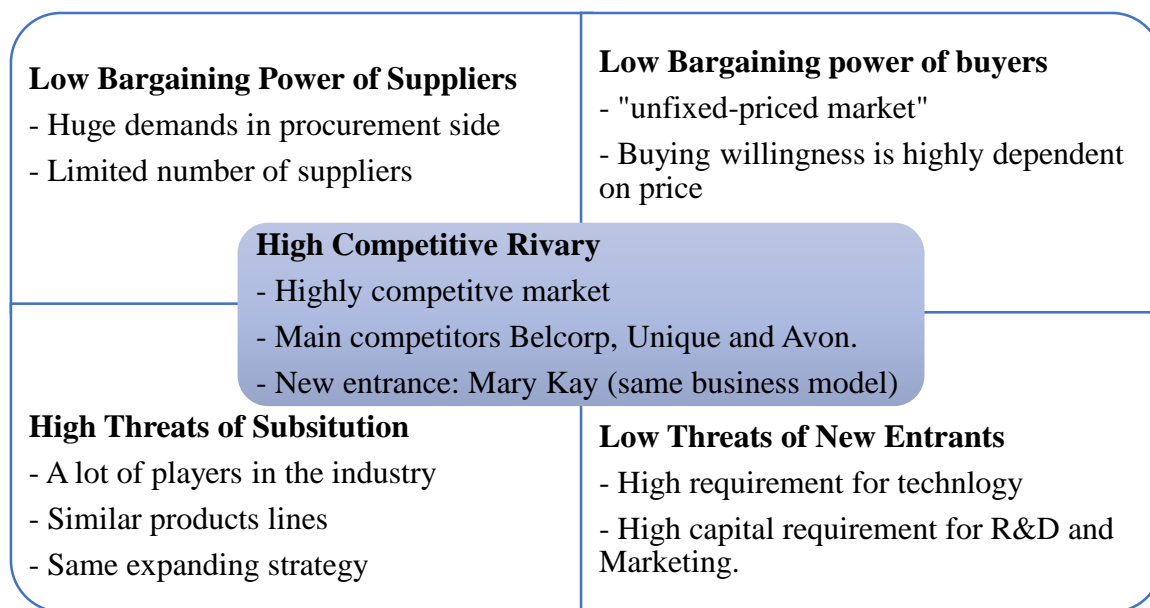 Low Bargaining Power of Suppliers
- Huge demands in procurement side
- Limited number of suppliers
Low Bargaining power of buyers
- "unfixed-priced market"
- Buying willingness is highly dependent
on price
High Competitive Rivary
- Highly competitve market
- Main competitors Belcorp, Unique and Avon.
- New entrance: Mary Kay (same business model)
High Threats of Subsitution
- A lot of players in the industry
- Similar products lines
- Same expanding strategy
Low Threats of New Entrants
- High requirement for technlogy
- High capital requirement for R&D and
Marketing.